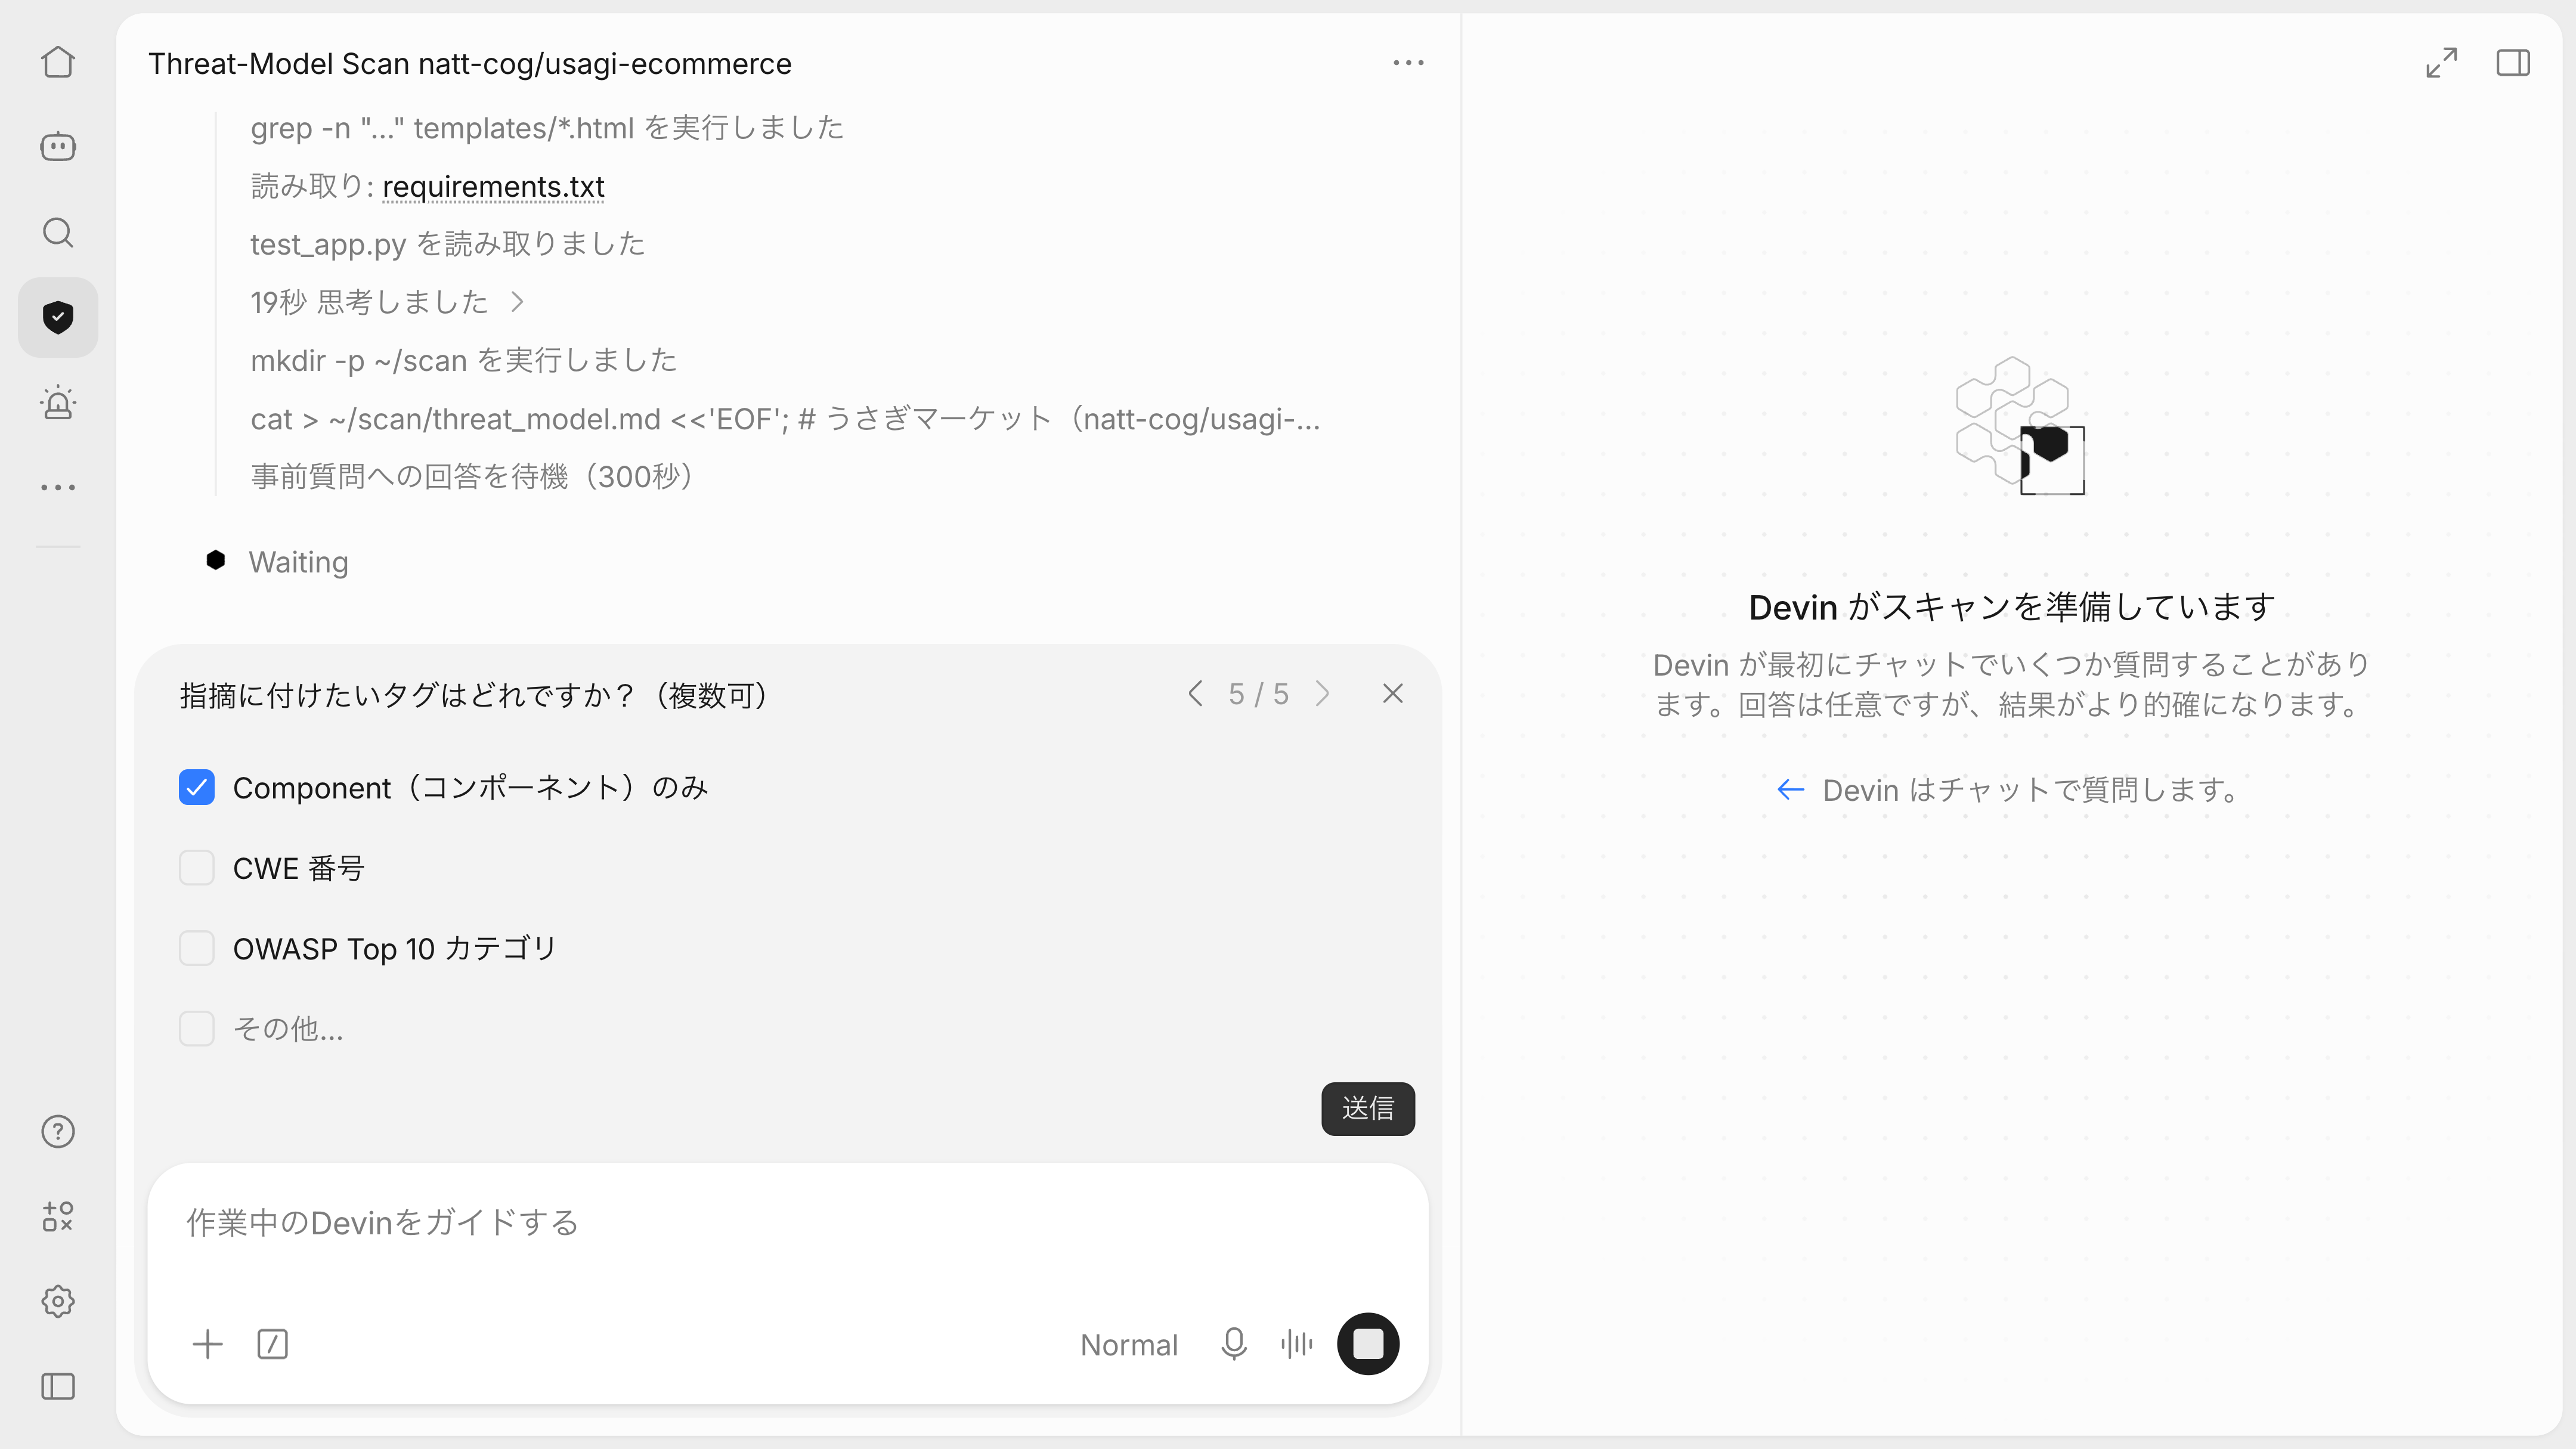 Threat-Model Scan natt-cog/usagi-ecommerce
grep -n "..." templates/*.html を実行しました
読み取り: requirements.txt
test_app.py を読み取りました
19秒 思考しました
mkdir -p ~/scan を実行しました
cat > ~/scan/threat_model.md <<'EOF'; # うさぎマーケット（natt-cog/usagi-...
事前質問への回答を待機（300秒）
Waiting
指摘に付けたいタグはどれですか？（複数可）
5 / 5
Component（コンポーネント）のみ
CWE 番号
OWASP Top 10 カテゴリ
その他...
送信
作業中のDevinをガイドする
Normal
Devin がスキャンを準備しています
Devin が最初にチャットでいくつか質問することがあり
ます。回答は任意ですが、結果がより的確になります。
Devin はチャットで質問します。